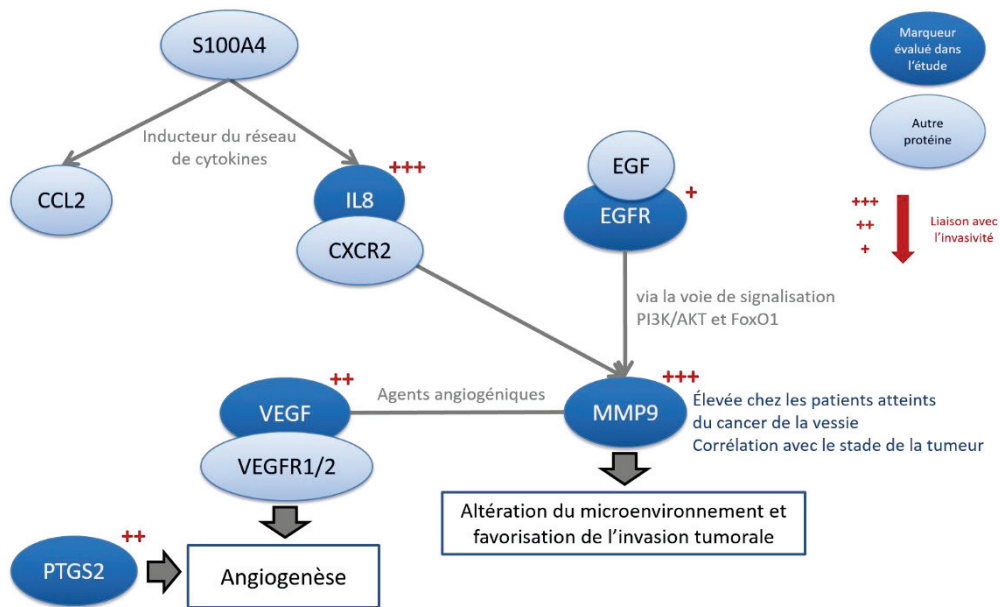 S100A4
Inducteur du réseau
de cytokines
CCL2
+++
IL8
CXCR2
EGF
+
EGFR
via la voie de signalisation
PI3K/AKT et FoxO1
++
VEGF
VEGFR1/2
Agents angiogéniques
+++
MMP9
Élevée chez les patients atteints
du cancer de la vessie
Corrélation avec le stade de la tumeur
Altération du microenvironnement et
favorisation de l'invasion tumorale
++
PTGS2
Angiogenèse
Marqueur
évalué dans
l'étude
Autre
protéine
+++
++
+
Liaison avec
l'invasivité